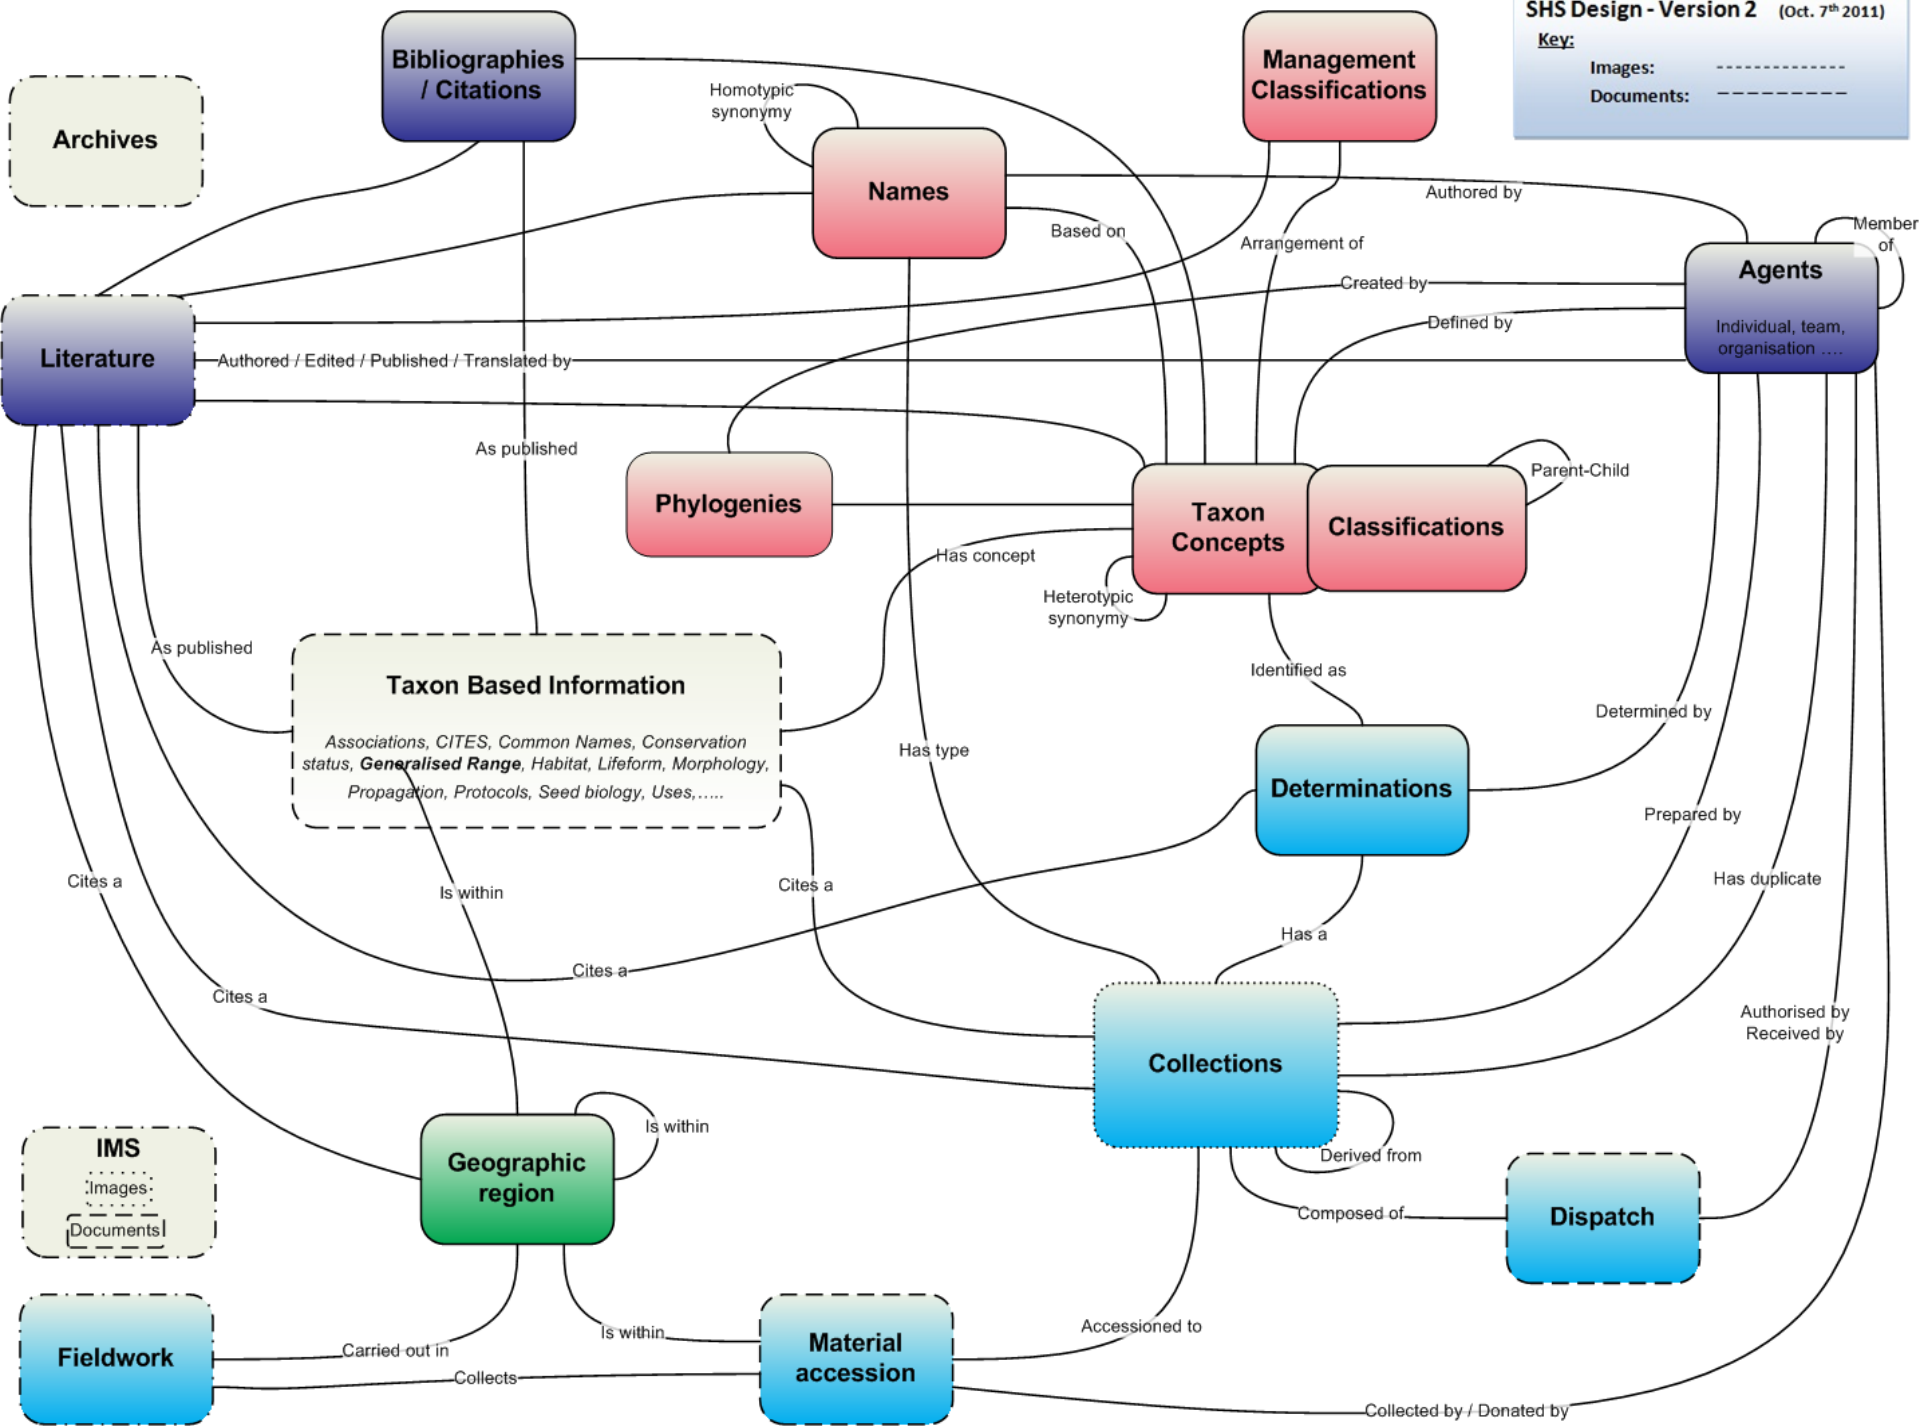 SHS Design - Version 2 (Oct. 7th 2011)
Key:
Images:
Documents:
Bibliographies
/ Citations
Management
Classifications
Archives
Homotypic
synonymy
Names
Authored by
Based on
Arrangement of
Member
of
Agents
Individual, team,
organisation ....
Created by
Defined by
Literature
Authored / Edited / Published / Translated by
As published
Phylogenies
Taxon
Concepts
Classifications
Parent-Child
Has concept
Heterotypic
synonymy
As published
Identified as
Taxon Based Information
Associations, CITES, Common Names, Conservation
status, Generalised Range, Habitat, Lifeform, Morphology,
Propagation, Protocols, Seed biology, Uses,.....
Has type
Determined by
Determinations
Prepared by
Cites a
Is within
Cites a
Has duplicate
Has a
Cites a
Cites a
Authorised by
Received by
Collections
Is within
Geographic
region
IMS
Images
Documents
Derived from
Composed of
Dispatch
Fieldwork
Carried out in
Is within
Collects
Material
accession
Accessioned to
Collected by / Donated by